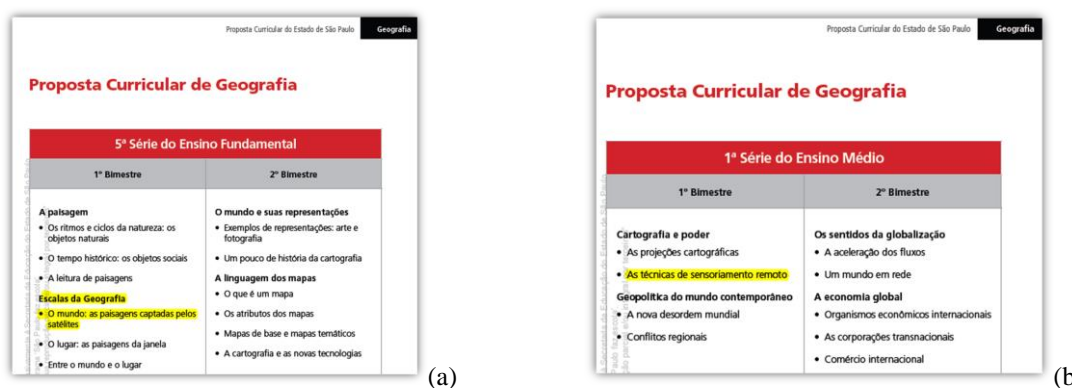 Proposta Curricular do Estado de São Paulo Geografia
Proposta Curricular de Geografia
5ª Série do Ensino Fundamental
1º Bimestre
A paisagem
• Os ritmos e ciclos da natureza: os
objetos naturais
• O tempo histórico: os objetos sociais
• A leitura de paisagens
Escalas da Geografia
• O mundo: as paisagens captadas pelos
satélites
• O lugar: as paisagens da janela
• Entre o mundo e o lugar
2º Bimestre
O mundo e suas representações
• Exemplos de representações: arte e
fotografia
• Um pouco de história da cartografia
A linguagem dos mapas
• O que é um mapa
• Os atributos dos mapas
• Mapas de base e mapas temáticos
• A cartografia e as novas tecnologias
(a)
Proposta Curricular do Estado de São Paulo Geografia
Proposta Curricular de Geografia
1ª Série do Ensino Médio
1º Bimestre
Cartografia e poder
• As projeções cartográficas
• As técnicas de sensoriamento remoto
Geopolítica do mundo contemporâneo
• A nova desordem mundial
• Conflitos regionais
2º Bimestre
Os sentidos da globalização
• A aceleração dos fluxos
• Um mundo em rede
A economia global
• Organismos econômicos internacionais
• As corporações transnacionais
• Comércio internacional
(b